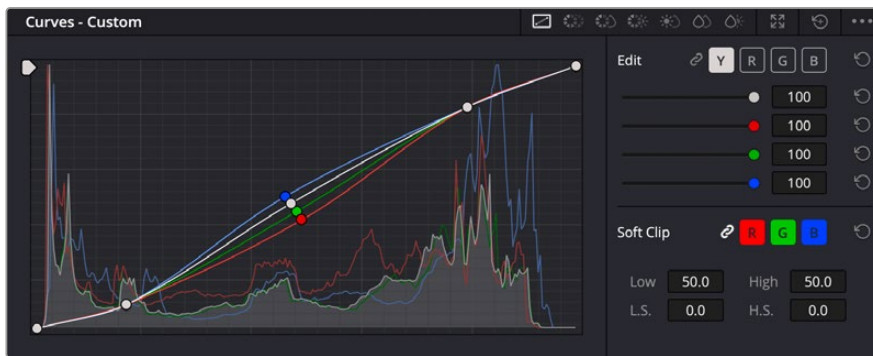 Curves - Custom
Edit Y R G B
100
100
100
100
Soft Clip R G B
Low 50.0 High 50.0
L.S. 0.0 H.S. 0.0